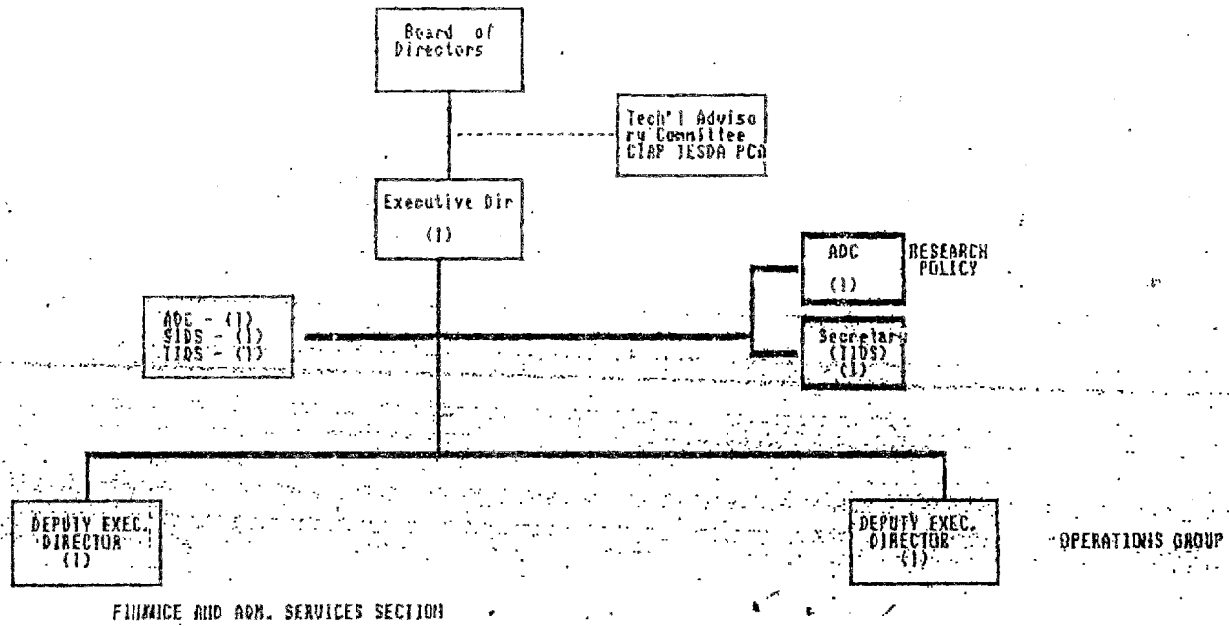 Board of
Directors
Tech'l Adviso
ry Committee
CIAP TESDA PCA
Executive Dir
(1)
ADC
(1)
RESEARCH
POLICY
ADC - (1)
SIDS - (1)
TIDS - (1)
Secretary
(TIDS)
(1)
DEPUTY EXEC.
DIRECTOR
(1)
DEPUTY EXEC.
DIRECTOR
(1)
OPERATIONS GROUP
FINANCE AND ADM. SERVICES SECTION